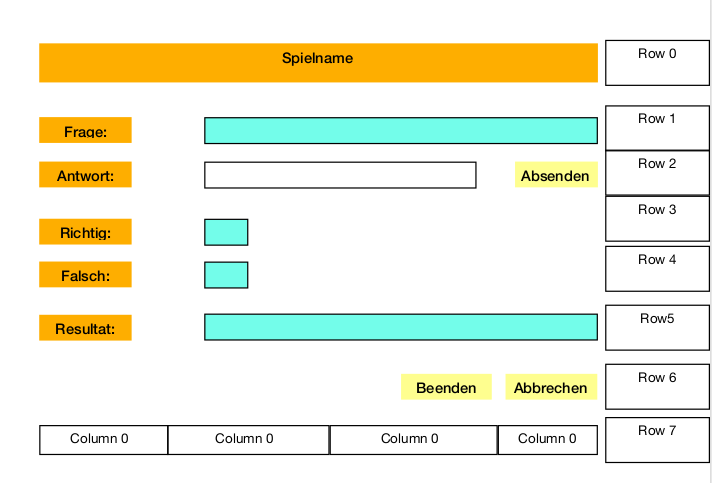 Spielname
Row 0
Frage:
Row 1
Antwort:
Absenden
Row 2
Richtig:
Row 3
Falsch:
Row 4
Resultat:
Row5
Beenden
Abbrechen
Row 6
Column 0
Column 0
Column 0
Column 0
Row 7